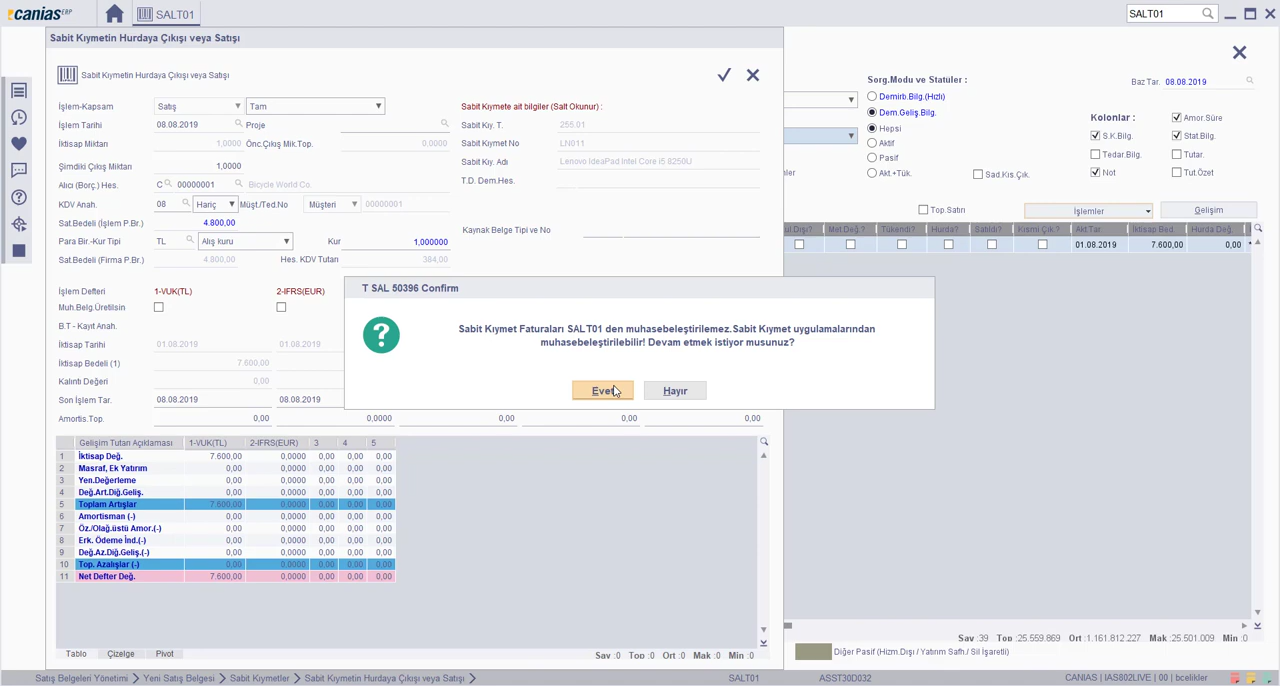 caniasERP
SALT01
SALT01
Sabit Kıymetin Hurdaya Çıkışı veya Satışı
Sabit Kıymetin Hurdaya Çıkışı veya Satışı
İşlem-Kapsam Satış Tam
İşlem Tarihi 08.08.2019 Proje
İktisap Miktarı 1,0000 Önc.Çıkış Mik.Top. 0,0000
Şimdiki Çıkış Miktarı 1,0000
Alıcı (Borç.) Hes. C 00000001 Bicycle World Co.
KDV Anah. 08 Hariç Müşt./Ted.No Müşteri 00000001
Sat.Bedeli (İşlem P.Br.) 4.800,00
Para Bir.-Kur Tipi TL Alış kuru Kur 1,000000
Sat.Bedeli (Firma P.Br.) 4.800,00 Hes. KDV Tutarı 384,00
Sabit Kıymete ait bilgiler (Salt Okunur) :
Sabit Kıy. T. 255.01
Sabit Kıymet No LN011
Sabit Kıy. Adı Lenovo IdeaPad Intel Core i5 8250U
T.D. Dem.Hes.
Kaynak Belge Tipi ve No
İşlem Defteri 1-VUK(TL) 2-IFRS(EUR)
Muh.Belg.Üretilsin
B.T - Kayıt Anah.
İktisap Tarihi 01.08.2019 01.08.2019
İktisap Bedeli (1) 7.600,00
Kalıntı Değeri 0,00
Son İşlem Tar. 08.08.2019 08.08.2019
Amortis.Top. 0,00 0,0000 0,00 0,00 0,00
Gelişim Tutarı Açıklaması 1-VUK(TL) 2-IFRS(EUR) 3 4 5
1 İktisap Değ. 7.600,00 0,0000 0,00 0,00 0,00
2 Masraf, Ek Yatırım 0,00 0,0000 0,00 0,00 0,00
3 Yen.Değerleme 0,00 0,0000 0,00 0,00 0,00
4 Değ.Art.Diğ.Geliş. 0,00 0,0000 0,00 0,00 0,00
5 Toplam Artışlar 7.600,00 0,0000 0,00 0,00 0,00
6 Amortisman (-) 0,00 0,0000 0,00 0,00 0,00
7 Öz./Olağ.üstü Amor.(-) 0,00 0,0000 0,00 0,00 0,00
8 Erk. Ödeme İnd.(-) 0,00 0,0000 0,00 0,00 0,00
9 Değ.Az.Diğ.Geliş.(-) 0,00 0,0000 0,00 0,00 0,00
10 Top. Azalışlar (-) 0,00 0,0000 0,00 0,00 0,00
11 Net Defter Değ. 7.600,00 0,0000 0,00 0,00 0,00
Tablo Çizelge Pivot
Say :0 Top :0 Ort :0 Mak :0 Min :0
T SAL 50396 Confirm
Sabit Kıymet Faturaları SALT01 den muhasebeleştirilemez.Sabit Kıymet uygulamalarından
muhasebeleştirilebilir! Devam etmek istiyor musunuz?
Evet Hayır
Sorg.Modu ve Statüler :
Demirb.Bilg.(Hızlı)
Dem.Geliş.Bilg.
Hepsi
Aktif
Pasif
Akt.+Tük.
Sad.Kıs.Çık.
Baz Tar. 08.08.2019
Kolonlar : Amor.Süre
S.K.Bilg. Stat.Bilg.
Tedar.Bilg. Tutar.
Not Tut.Özet
Top.Satırı İşlemler Gelişim
ul.Dışı? Mat.Değ.? Tükendi? Hurda? Satıldı? Kısmi Çık.? Akt.Tar. İktisap Bed. Hurda Değ.
01.08.2019 7.600,00 0,00
Say :39 Top :25.559.869 Ort :1.161.812.227 Mak :25.501.009 Min :0
Diğer Pasif (Hizm.Dışı / Yatırım Safh./ Sil İşaretli)
Satış Belgeleri Yönetimi Yeni Satış Belgesi Sabit Kıymetler Sabit Kıymetin Hurdaya Çıkışı veya Satışı SALT01 ASST30D032 CANIAS | IAS802LIVE | 00 | bcelikler